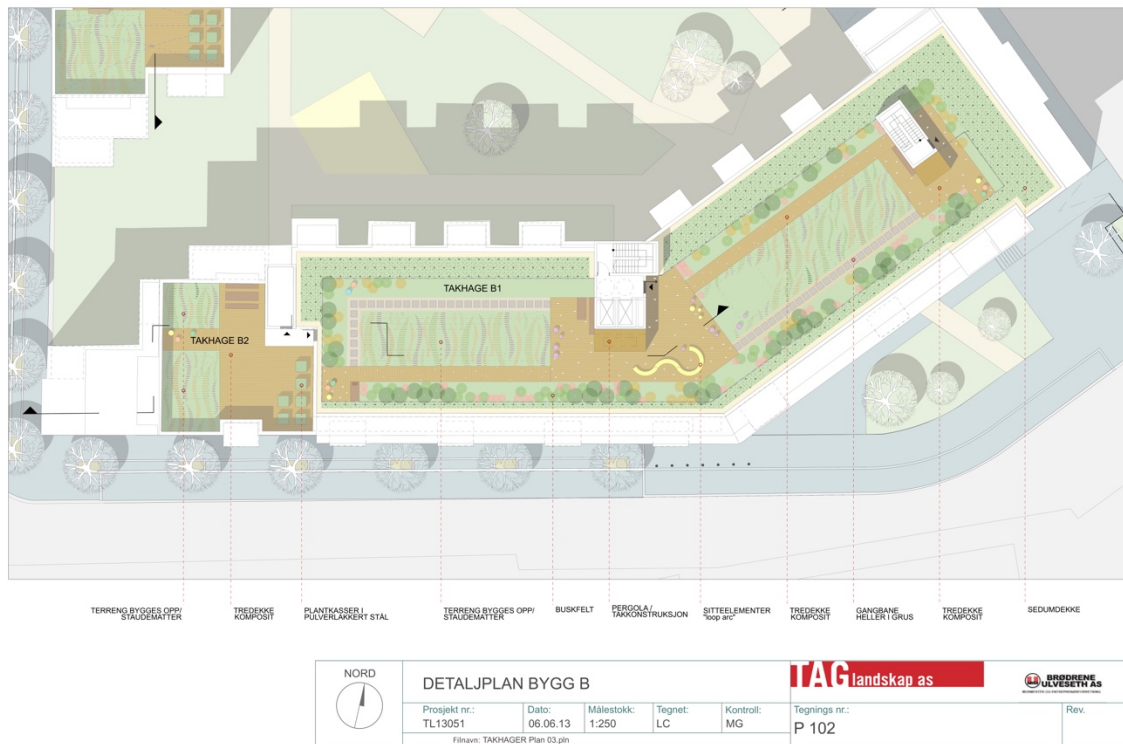 TAKHAGE B1
TAKHAGE B2
TERRENG BYGGES OPP/
STAUDEMATTER
TREDEKKE
KOMPOSIT
PLANTKASSER I
PULVERLAKKERT STÅL
TERRENG BYGGES OPP/
STAUDEMATTER
BUSKFELT
PERGOLA /
TAKKONSTRUKSJON
SITTEELEMENTER
"loop arc"
TREDEKKE
KOMPOSIT
GANGBANE
HELLER I GRUS
TREDEKKE
KOMPOSIT
SEDUMDEKKE
NORD
DETALJPLAN BYGG B
TAG landskap as
BRØDRENE
ULVESETH AS
Prosjekt nr.:
TL13051
Dato:
06.06.13
Målestokk:
1:250
Tegnet:
LC
Kontroll:
MG
Tegnings nr.:
P 102
Rev.
Filnavn: TAKHAGER Plan 03.pln